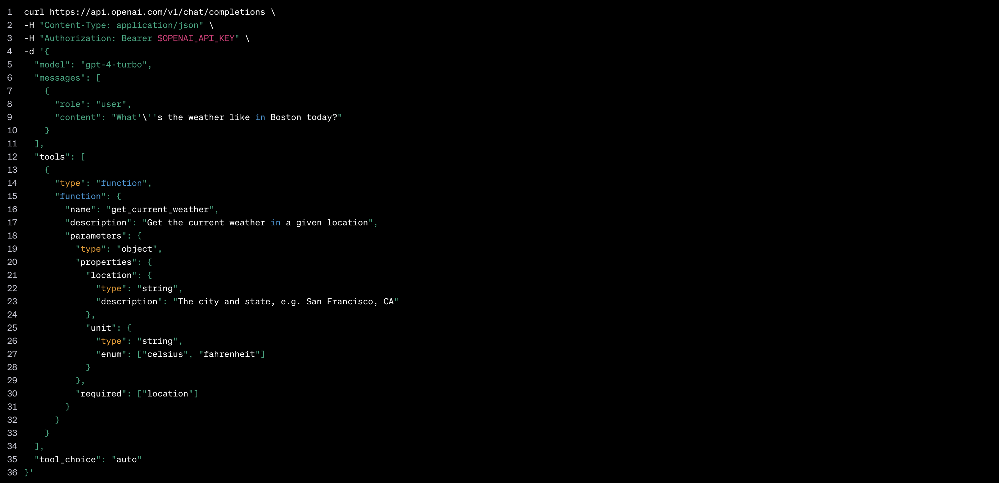 1 curl https://api.openai.com/v1/chat/completions \
2 -H "Content-Type: application/json" \
3 -H "Authorization: Bearer $OPENAI_API_KEY" \
4 -d '{
5   "model": "gpt-4-turbo",
6   "messages": [
7     {
8       "role": "user",
9       "content": "What'\''s the weather like in Boston today?"
10     }
11   ],
12   "tools": [
13     {
14       "type": "function",
15       "function": {
16         "name": "get_current_weather",
17         "description": "Get the current weather in a given location",
18         "parameters": {
19           "type": "object",
20           "properties": {
21             "location": {
22               "type": "string",
23               "description": "The city and state, e.g. San Francisco, CA"
24             },
25             "unit": {
26               "type": "string",
27               "enum": ["celsius", "fahrenheit"]
28             }
29           },
30           "required": ["location"]
31         }
32       }
33     }
34   ],
35   "tool_choice": "auto"
36 }'